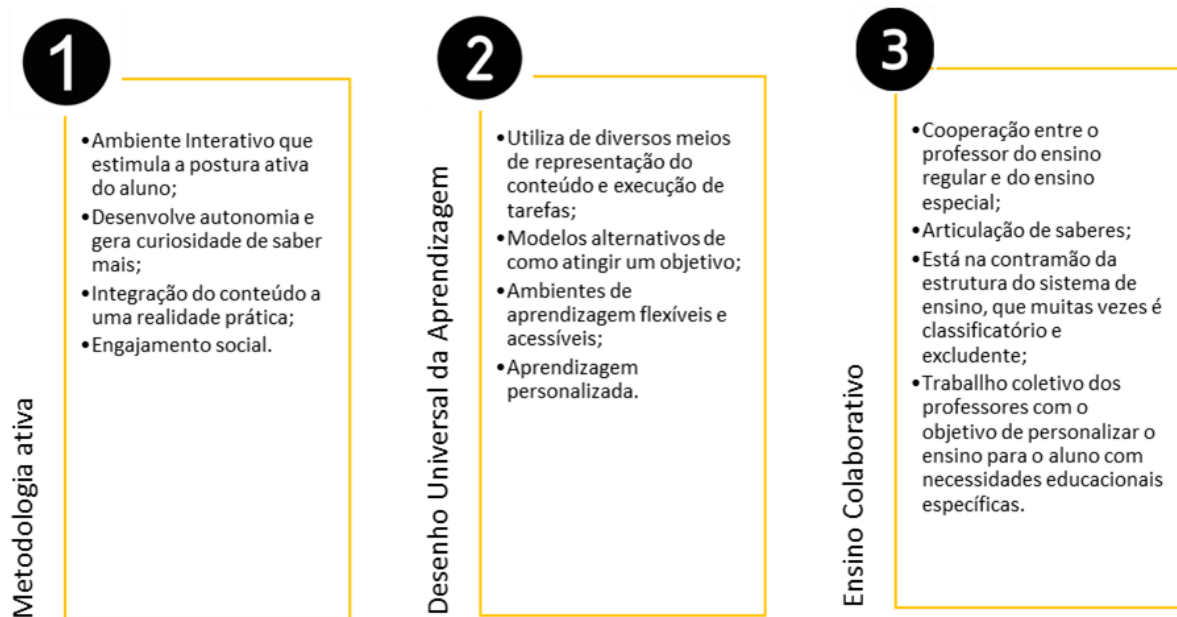 1
Metodologia ativa
•Ambiente Interativo que
estimula a postura ativa
do aluno;
•Desenvolve autonomia e
gera curiosidade de saber
mais;
•Integração do conteúdo a
uma realidade prática;
•Engajamento social.
2
Desenho Universal da Aprendizagem
•Utiliza de diversos meios
de representação do
conteúdo e execução de
tarefas;
•Modelos alternativos de
como atingir um objetivo;
•Ambientes de
aprendizagem flexíveis e
acessíveis;
•Aprendizagem
personalizada.
3
Ensino Colaborativo
•Cooperação entre o
professor do ensino
regular e do ensino
especial;
•Articulação de saberes;
•Está na contramão da
estrutura do sistema de
ensino, que muitas vezes é
classificatório e
excludente;
•Traballho coletivo dos
professores com o
objetivo de personalizar o
ensino para o aluno com
necessidades educacionais
específicas.